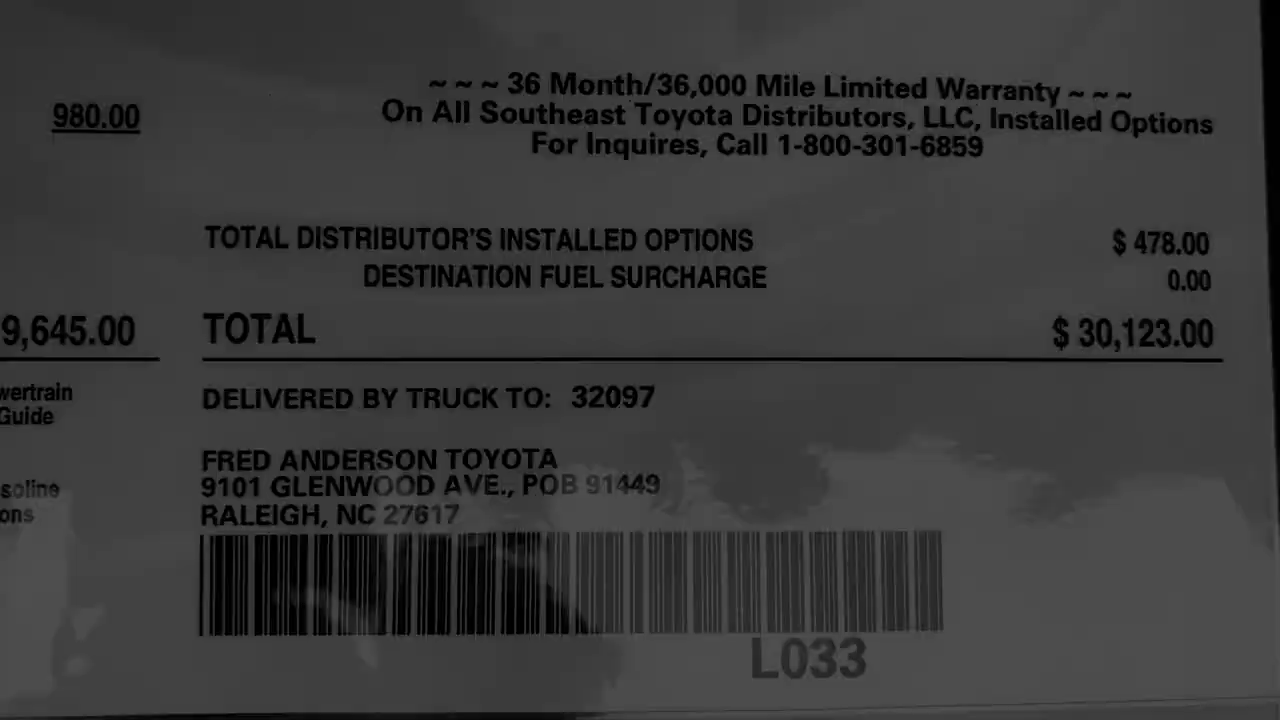 ~ ~ ~ 36 Month/36,000 Mile Limited Warranty ~ ~ ~
980.00
On All Southeast Toyota Distributors, LLC, Installed Options
For Inquires, Call 1-800-301-6859
TOTAL DISTRIBUTOR'S INSTALLED OPTIONS $ 478.00
DESTINATION FUEL SURCHARGE 0.00
9,645.00 TOTAL $ 30,123.00
wertrain
DELIVERED BY TRUCK TO: 32097
Guide
FRED ANDERSON TOYOTA
soline 9101 GLENWOOD AVE., POB 91449
ons RALEIGH, NC 27617
L033